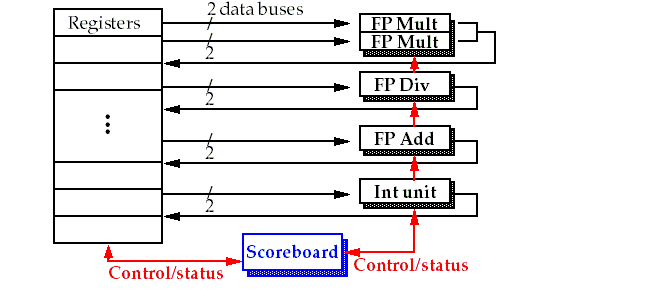 2 data buses
Registers
FP Mult
FP Mult
2
FP Div
2
FP Add
2
Int unit
2
Scoreboard
Control/status
Control/status